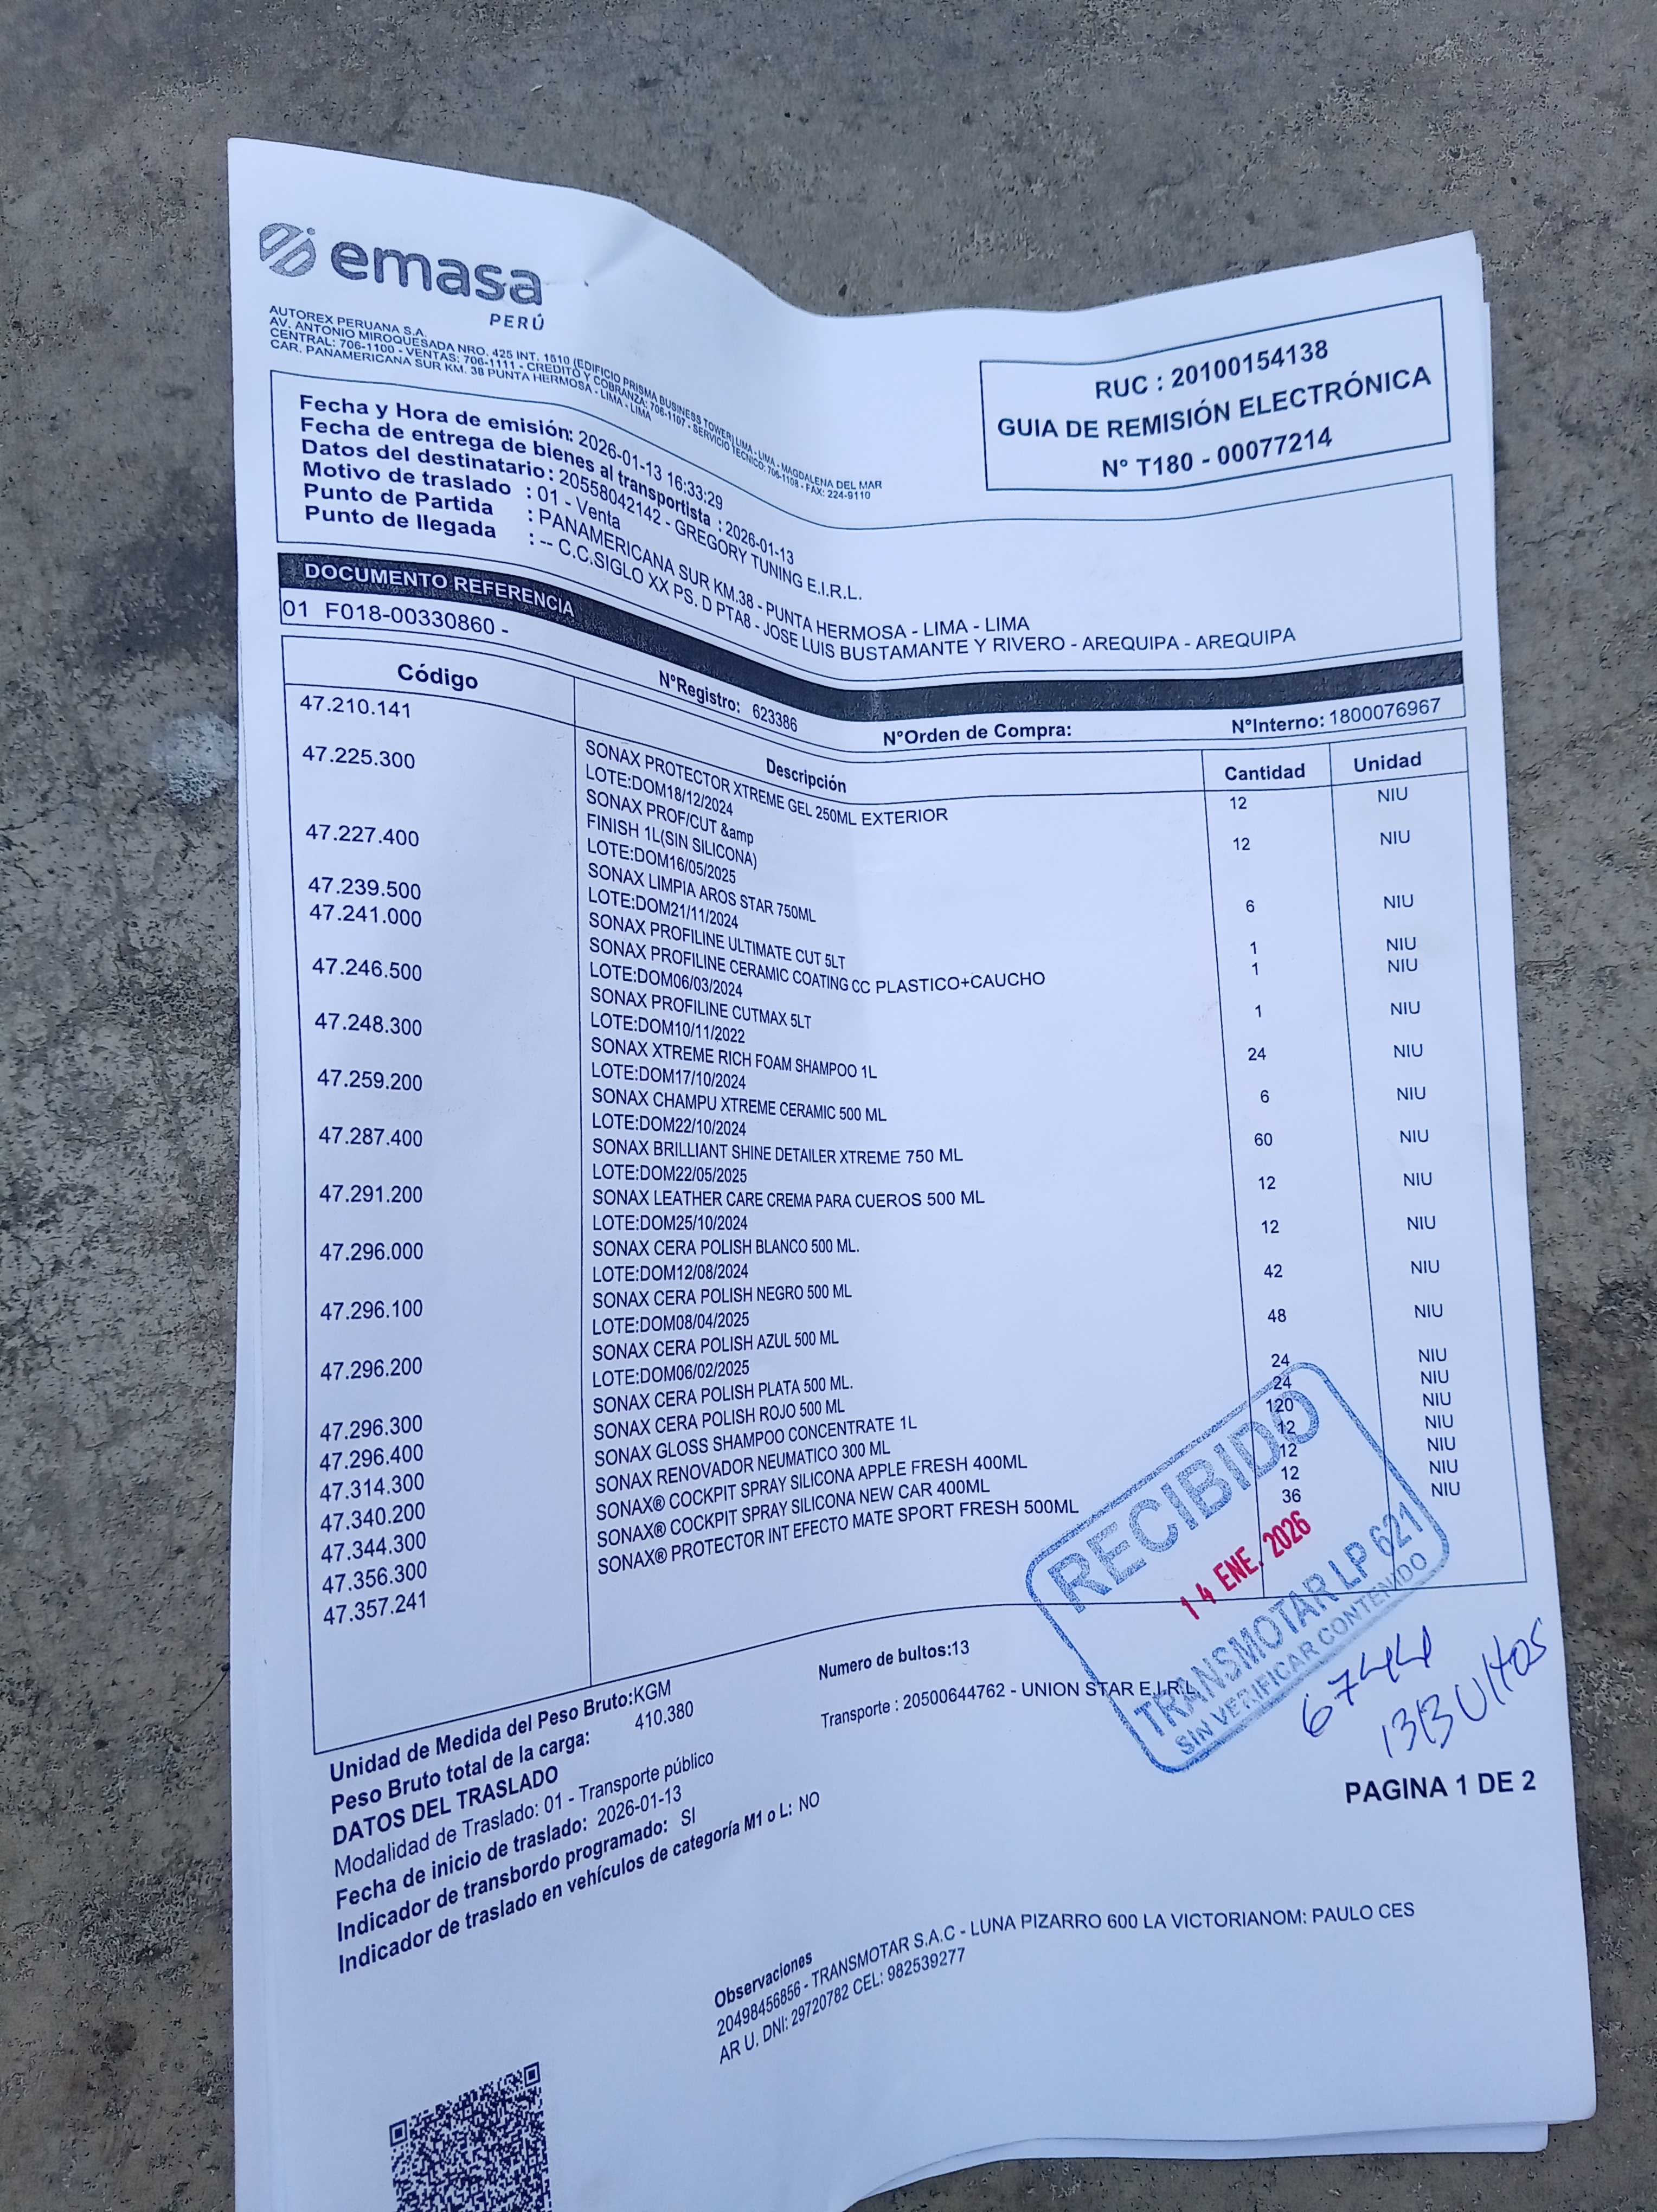 emasa
PERÚ
AUTOREX PERUANA S.A.
AV. ANTONIO MIROQUESADA NRO. 425 INT. 1510 (EDIFICIO PRISMA BUSINESS TOWER) LIMA - LIMA - MAGDALENA DEL MAR
CENTRAL: 706-1100 - VENTAS: 706-1111 - CREDITO Y COBRANZA: 706-1107 - SERVICIO TECNICO: 706-1108 - FAX: 224-9110
CAR. PANAMERICANA SUR KM. 38 PUNTA HERMOSA - LIMA - LIMA
RUC : 20100154138
GUIA DE REMISIÓN ELECTRÓNICA
N° T180 - 00077214
Fecha y Hora de emisión: 2026-01-13 16:33:29
Fecha de entrega de bienes al transportista : 2026-01-13
Datos del destinatario : 20558042142 - GREGORY TUNING E.I.R.L.
Motivo de traslado : 01 - Venta
Punto de Partida : PANAMERICANA SUR KM.38 - PUNTA HERMOSA - LIMA - LIMA
Punto de llegada : -- C.C.SIGLO XX PS. D PTA8 - JOSE LUIS BUSTAMANTE Y RIVERO - AREQUIPA - AREQUIPA
DOCUMENTO REFERENCIA
01 F018-00330860 - N°Registro: 623386 N°Orden de Compra: N°Interno: 1800076967
Código Descripción Cantidad Unidad
47.210.141 SONAX PROTECTOR XTREME GEL 250ML EXTERIOR 12 NIU
LOTE:DOM18/12/2024
47.225.300 SONAX PROF/CUT &amp 12 NIU
FINISH 1L(SIN SILICONA)
LOTE:DOM16/05/2025
47.227.400 SONAX LIMPIA AROS STAR 750ML 6 NIU
LOTE:DOM21/11/2024
47.239.500 SONAX PROFILINE ULTIMATE CUT 5LT 1 NIU
47.241.000 SONAX PROFILINE CERAMIC COATING CC PLASTICO+CAUCHO 1 NIU
LOTE:DOM06/03/2024
47.246.500 SONAX PROFILINE CUTMAX 5LT 1 NIU
LOTE:DOM10/11/2022
47.248.300 SONAX XTREME RICH FOAM SHAMPOO 1L 24 NIU
LOTE:DOM17/10/2024
47.259.200 SONAX CHAMPU XTREME CERAMIC 500 ML 6 NIU
LOTE:DOM22/10/2024
47.287.400 SONAX BRILLIANT SHINE DETAILER XTREME 750 ML 60 NIU
LOTE:DOM22/05/2025
47.291.200 SONAX LEATHER CARE CREMA PARA CUEROS 500 ML 12 NIU
LOTE:DOM25/10/2024
47.296.000 SONAX CERA POLISH BLANCO 500 ML. 12 NIU
LOTE:DOM12/08/2024
47.296.100 SONAX CERA POLISH NEGRO 500 ML 42 NIU
LOTE:DOM08/04/2025
47.296.200 SONAX CERA POLISH AZUL 500 ML 48 NIU
LOTE:DOM06/02/2025
47.296.300 SONAX CERA POLISH PLATA 500 ML. 24 NIU
47.296.400 SONAX CERA POLISH ROJO 500 ML 24 NIU
47.314.300 SONAX GLOSS SHAMPOO CONCENTRATE 1L 120 NIU
47.340.200 SONAX RENOVADOR NEUMATICO 300 ML 12 NIU
47.344.300 SONAX® COCKPIT SPRAY SILICONA APPLE FRESH 400ML 12 NIU
47.356.300 SONAX® COCKPIT SPRAY SILICONA NEW CAR 400ML 12 NIU
47.357.241 SONAX® PROTECTOR INT EFECTO MATE SPORT FRESH 500ML 36 NIU
RECIBIDO
14 ENE. 2026
TRANSMOTAR LP 621
SIN VERIFICAR CONTENIDO
13 Bultos
Unidad de Medida del Peso Bruto:KGM Numero de bultos:13
Peso Bruto total de la carga: 410.380 Transporte : 20500644762 - UNION STAR E.I.R.L
DATOS DEL TRASLADO
Modalidad de Traslado: 01 - Transporte público
Fecha de inicio de traslado: 2026-01-13
Indicador de transbordo programado: SI
Indicador de traslado en vehículos de categoría M1 o L: NO
PAGINA 1 DE 2
Observaciones
20498456856 - TRANSMOTAR S.A.C - LUNA PIZARRO 600 LA VICTORIANOM: PAULO CES
AR U. DNI: 29720782 CEL: 982539277